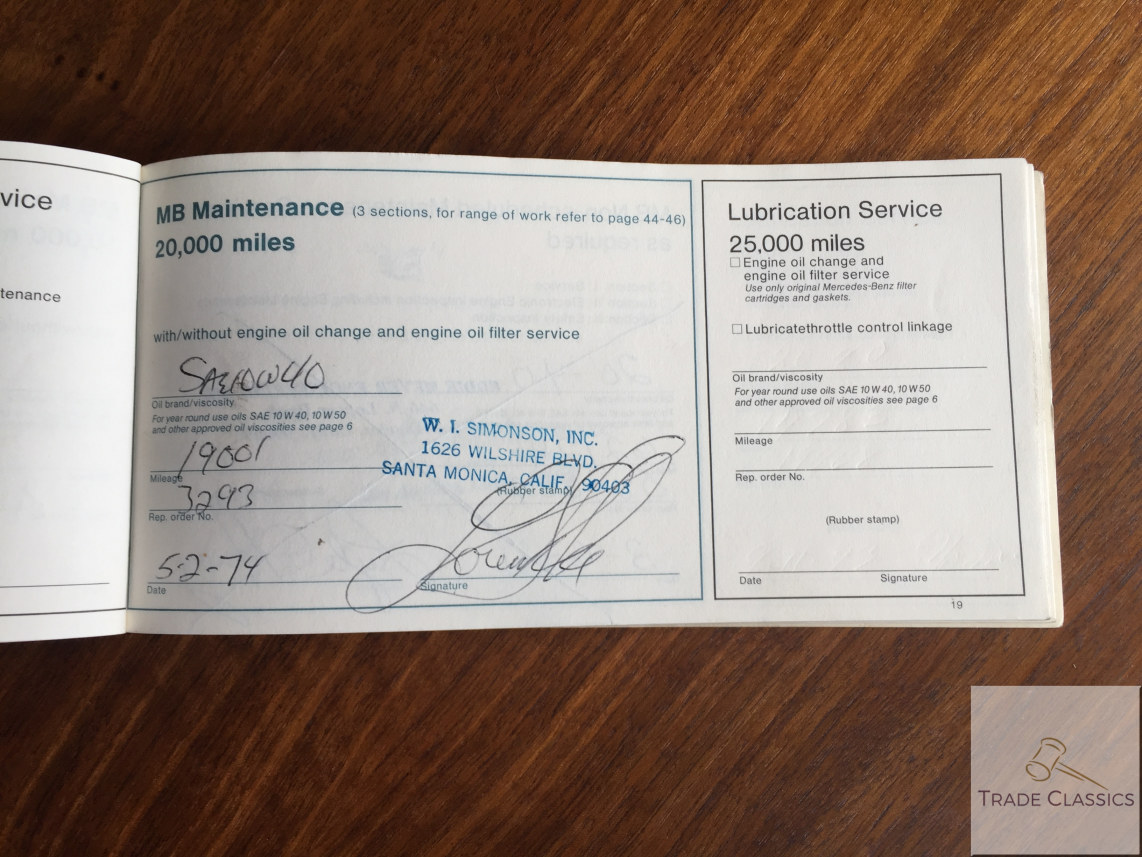 vice
tenance
MB Maintenance (3 sections, for range of work refer to page 44-46)
20,000 miles
with/without engine oil change and engine oil filter service
SAE10W40
Oil brand/viscosity
For year round use oils SAE 10 W 40, 10 W 50
and other approved oil viscosities see page 6
19001
Mileage
3293
Rep. order No.
W. I. SIMONSON, INC.
1626 WILSHIRE BLVD.
SANTA MONICA, CALIF. 90403
(Rubber stamp)
5-2-74
Date
Signature
Lubrication Service
25,000 miles
Engine oil change and
engine oil filter service
Use only original Mercedes-Benz filter
cartridges and gaskets.
Lubricatethrottle control linkage
Oil brand/viscosity
For year round use oils SAE 10 W 40, 10 W 50
and other approved oil viscosities see page 6
Mileage
Rep. order No.
(Rubber stamp)
Date
Signature
19
TRADE CLASSICS